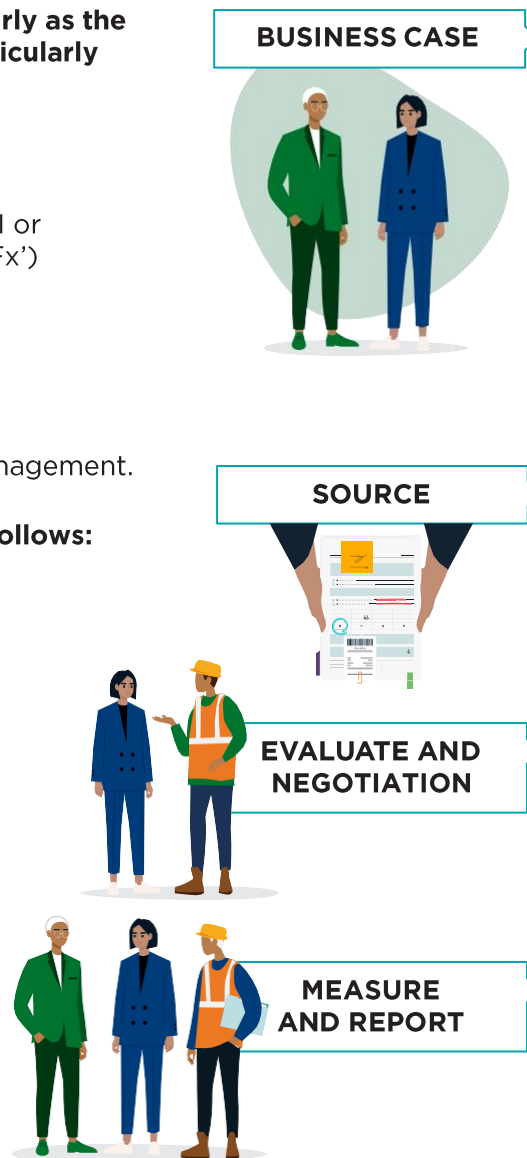 rly as the
BUSINESS CASE
icularly
l or
Fx’)
nagement.
SOURCE
ollows:
EVALUATE AND
NEGOTIATION
MEASURE
AND REPORT